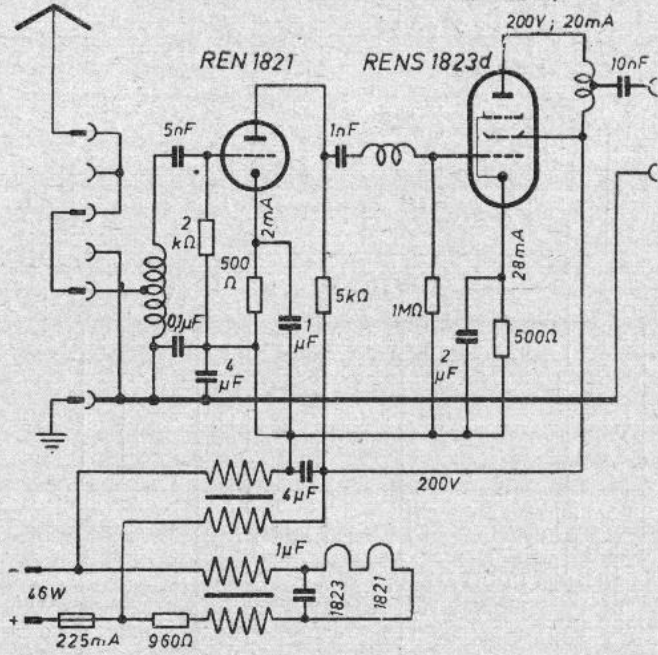 200V ; 20mA
REN 1821
RENS 1823d
10nF
5nF
1nF
2
kΩ
2mA
500
Ω
5kΩ
1MΩ
28mA
0,1µF
1
µF
2
µF
500Ω
4
µF
4µF
200V
1µF
-
46W
1823
1821
+
225mA
960Ω